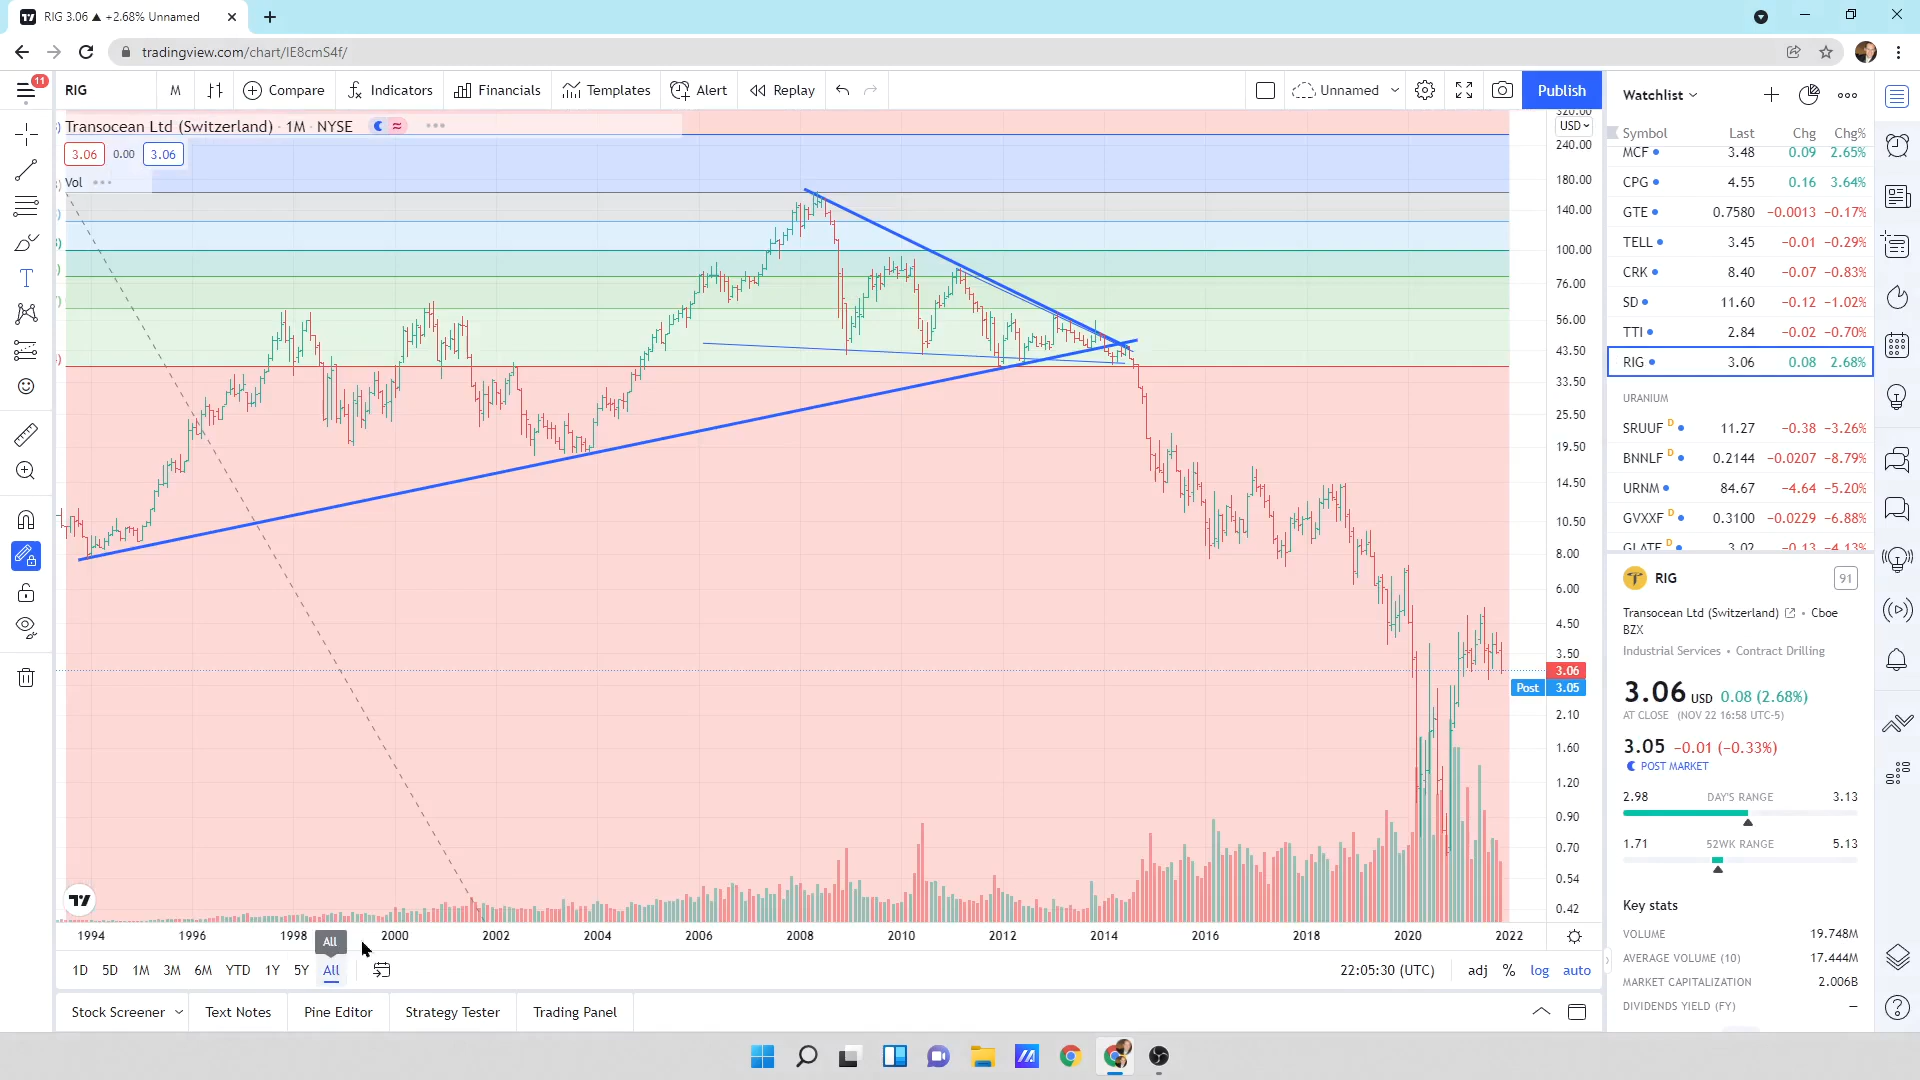 RIG 3.06 ▲ +2.68% Unnamed
tradingview.com/chart/IE8cmS4f/
11
RIG M Compare Indicators Financials Templates Alert Replay Unnamed Publish
Transocean Ltd (Switzerland) · 1M · NYSE
3.06 0.00 3.06
Vol
USD
320.00
240.00
180.00
140.00
100.00
76.00
56.00
43.50
33.50
25.50
19.50
14.50
10.50
8.00
6.00
4.50
3.50
3.06
Post 3.05
2.10
1.60
1.20
0.90
0.70
0.54
0.42
1994 1996 1998 2000 2002 2004 2006 2008 2010 2012 2014 2016 2018 2020 2022
All
1D 5D 1M 3M 6M YTD 1Y 5Y All
22:05:30 (UTC) adj % log auto
Stock Screener Text Notes Pine Editor Strategy Tester Trading Panel
Watchlist
Symbol Last Chg Chg%
MCF 3.48 0.09 2.65%
CPG 4.55 0.16 3.64%
GTE 0.7580 −0.0013 −0.17%
TELL 3.45 −0.01 −0.29%
CRK 8.40 −0.07 −0.83%
SD 11.60 −0.12 −1.02%
TTI 2.84 −0.02 −0.70%
RIG 3.06 0.08 2.68%
URANIUM
SRUUF D 11.27 −0.38 −3.26%
BNNLF D 0.2144 −0.0207 −8.79%
URNM 84.67 −4.64 −5.20%
GVXXF D 0.3100 −0.0229 −6.88%
GLATF D 3.02 −0.13 −4.13%
RIG 91
Transocean Ltd (Switzerland) • Cboe
BZX
Industrial Services • Contract Drilling
3.06 USD 0.08 (2.68%)
AT CLOSE (NOV 22 16:58 UTC-5)
3.05 −0.01 (−0.33%)
POST MARKET
2.98 DAY'S RANGE 3.13
1.71 52WK RANGE 5.13
Key stats
VOLUME 19.748M
AVERAGE VOLUME (10) 17.444M
MARKET CAPITALIZATION 2.006B
DIVIDENDS YIELD (FY) —